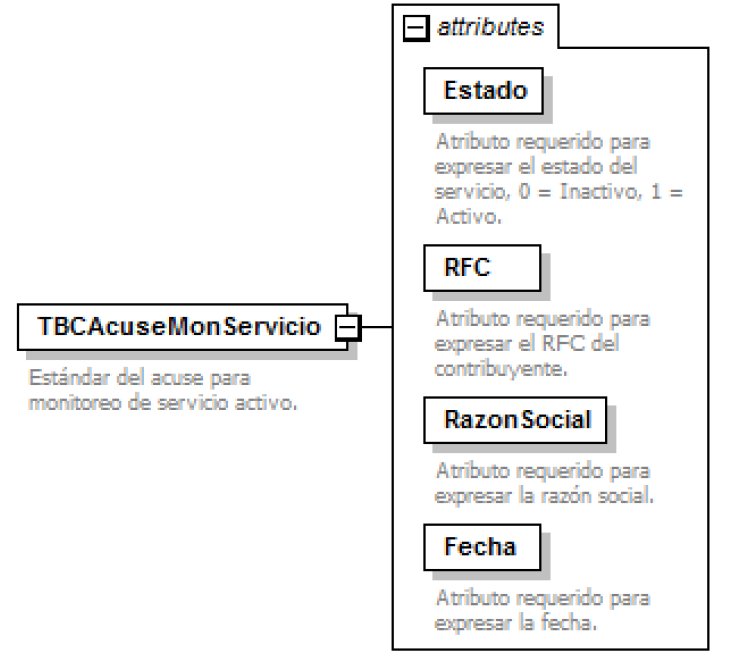 attributes
Estado
Atributo requerido para
expresar el estado del
servicio, 0 = Inactivo, 1 =
Activo.
RFC
Atributo requerido para
expresar el RFC del
contribuyente.
TBCAcuseMonServicio
Estándar del acuse para
monitoreo de servicio activo.
RazonSocial
Atributo requerido para
expresar la razón social.
Fecha
Atributo requerido para
expresar la fecha.